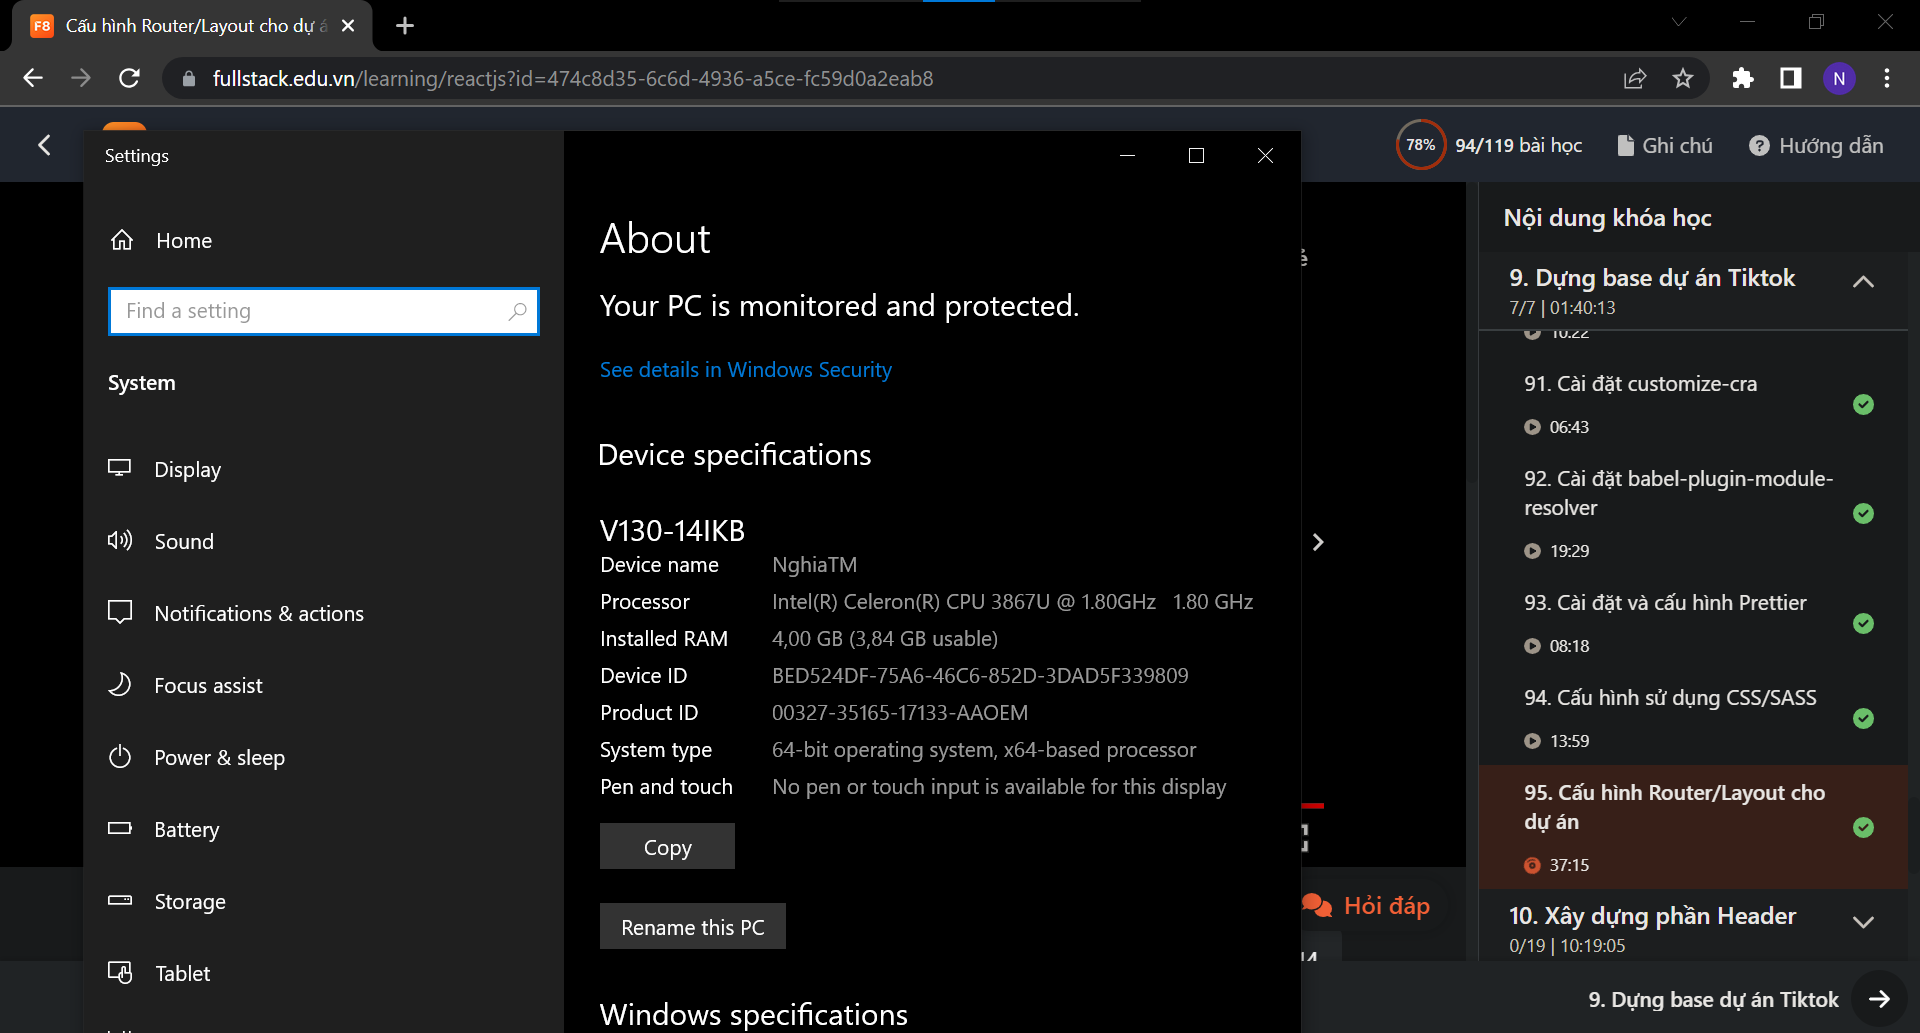 F8 Cấu hình Router/Layout cho dự á
fullstack.edu.vn/learning/reactjs?id=474c8d35-6c6d-4936-a5ce-fc59d0a2eab8
N
78% 94/119 bài học Ghi chú Hướng dẫn
Settings
Home
Find a setting
System
Display
Sound
Notifications & actions
Focus assist
Power & sleep
Battery
Storage
Tablet
About
Your PC is monitored and protected.
See details in Windows Security
Device specifications
V130-14IKB
Device name NghiaTM
Processor Intel(R) Celeron(R) CPU 3867U @ 1.80GHz 1.80 GHz
Installed RAM 4,00 GB (3,84 GB usable)
Device ID BED524DF-75A6-46C6-852D-3DAD5F339809
Product ID 00327-35165-17133-AAOEM
System type 64-bit operating system, x64-based processor
Pen and touch No pen or touch input is available for this display
Copy
Rename this PC
Windows specifications
Hỏi đáp
Nội dung khóa học
9. Dựng base dự án Tiktok
7/7 | 01:40:13
10:22
91. Cài đặt customize-cra
06:43
92. Cài đặt babel-plugin-module-
resolver
19:29
93. Cài đặt và cấu hình Prettier
08:18
94. Cấu hình sử dụng CSS/SASS
13:59
95. Cấu hình Router/Layout cho
dự án
37:15
10. Xây dựng phần Header
0/19 | 10:19:05
9. Dựng base dự án Tiktok